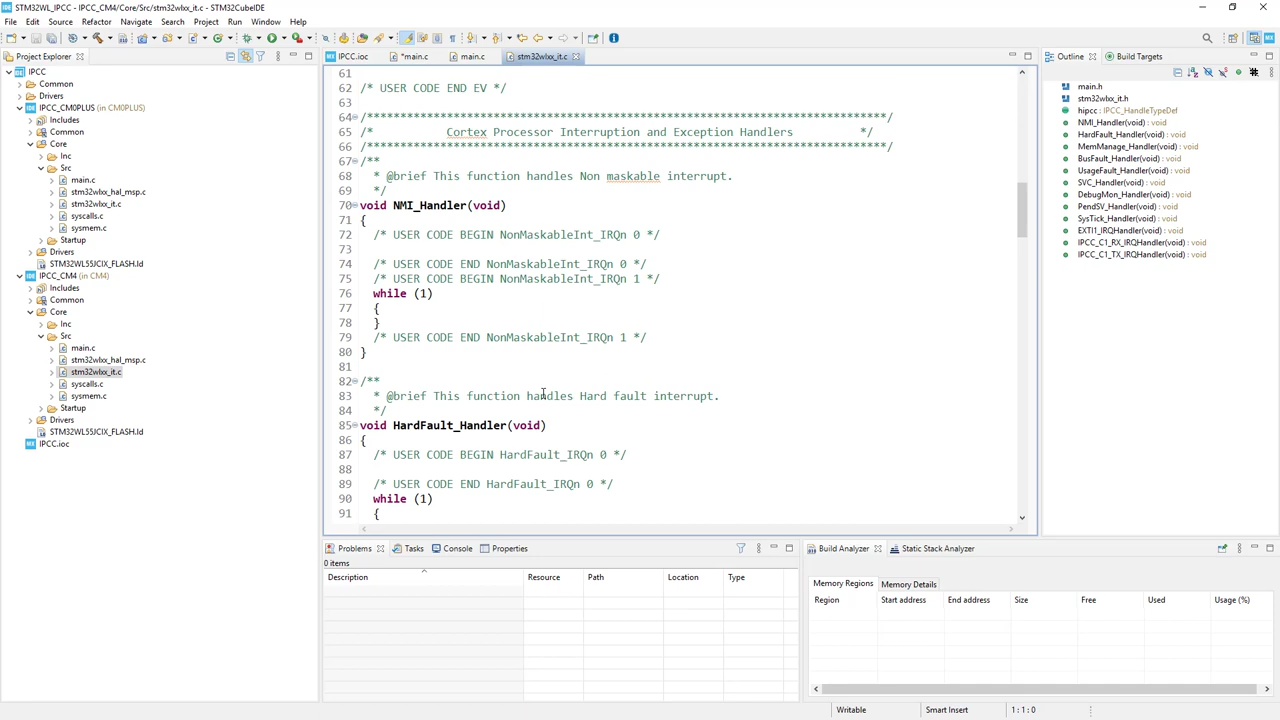 STM32WL_IPCC - IPCC_CM4/Core/Src/stm32wlxx_it.c - STM32CubeIDE
File Edit Source Refactor Navigate Search Project Run Window Help
Project Explorer
IPCC.ioc
*main.c
main.c
stm32wlxx_it.c
Outline
Build Targets
IPCC
Common
Drivers
IPCC_CM0PLUS (in CM0PLUS)
Includes
Common
Core
Inc
Src
main.c
stm32wlxx_hal_msp.c
stm32wlxx_it.c
syscalls.c
sysmem.c
Startup
Drivers
STM32WL55JCIX_FLASH.ld
IPCC_CM4 (in CM4)
Includes
Common
Core
Inc
Src
main.c
stm32wlxx_hal_msp.c
stm32wlxx_it.c
syscalls.c
sysmem.c
Startup
Drivers
STM32WL55JCIX_FLASH.ld
IPCC.ioc
61
62 /* USER CODE END EV */
63
64 /******************************************************************************/
65 /*           Cortex Processor Interruption and Exception Handlers          */
66 /******************************************************************************/
67 /**
68 * @brief This function handles Non maskable interrupt.
69 */
70 void NMI_Handler(void)
71 {
72 /* USER CODE BEGIN NonMaskableInt_IRQn 0 */
73
74 /* USER CODE END NonMaskableInt_IRQn 0 */
75 /* USER CODE BEGIN NonMaskableInt_IRQn 1 */
76 while (1)
77 {
78 }
79 /* USER CODE END NonMaskableInt_IRQn 1 */
80 }
81
82 /**
83 * @brief This function handles Hard fault interrupt.
84 */
85 void HardFault_Handler(void)
86 {
87 /* USER CODE BEGIN HardFault_IRQn 0 */
88
89 /* USER CODE END HardFault_IRQn 0 */
90 while (1)
91 {
main.h
stm32wlxx_it.h
hipcc : IPCC_HandleTypeDef
NMI_Handler(void) : void
HardFault_Handler(void) : void
MemManage_Handler(void) : void
BusFault_Handler(void) : void
UsageFault_Handler(void) : void
SVC_Handler(void) : void
DebugMon_Handler(void) : void
PendSV_Handler(void) : void
SysTick_Handler(void) : void
EXTI1_IRQHandler(void) : void
IPCC_C1_RX_IRQHandler(void) : void
IPCC_C1_TX_IRQHandler(void) : void
Problems
Tasks
Console
Properties
0 items
Description Resource Path Location Type
Build Analyzer
Static Stack Analyzer
Memory Regions
Memory Details
Region Start address End address Size Free Used Usage (%)
Writable
Smart Insert
1 : 1 : 0